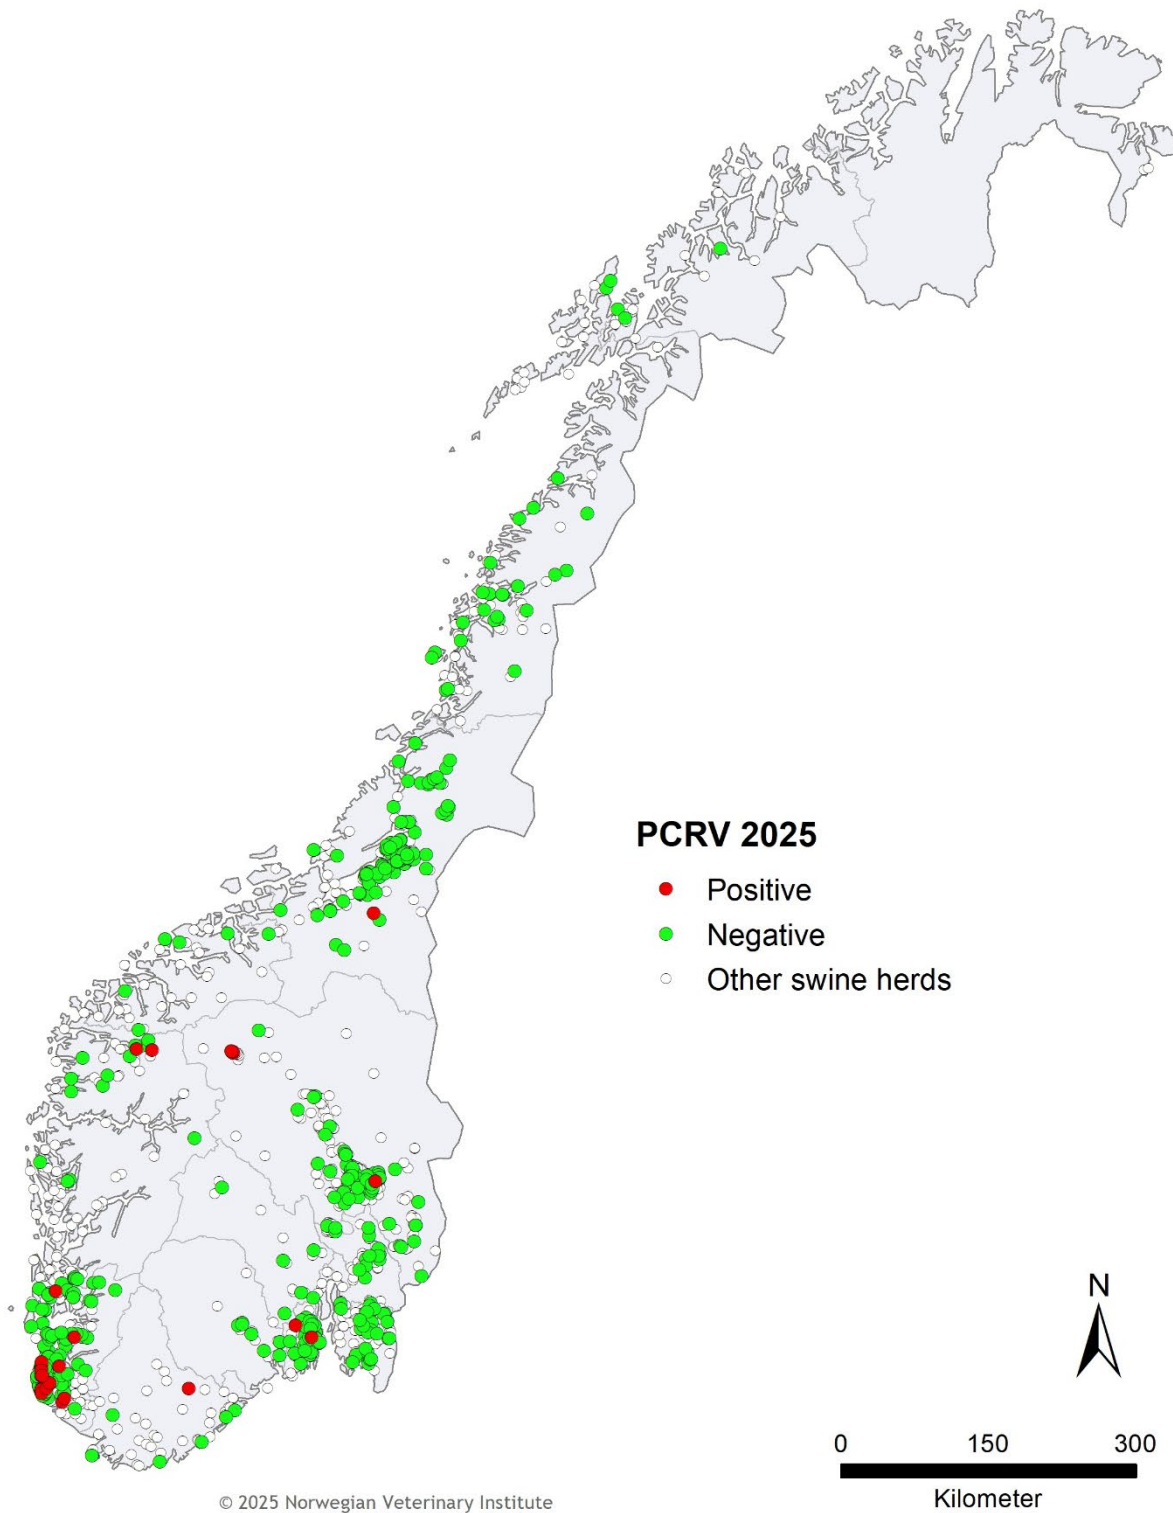 PCRV 2025
Positive
Negative
Other swine herds
N
0 150 300
Kilometer
© 2025 Norwegian Veterinary Institute